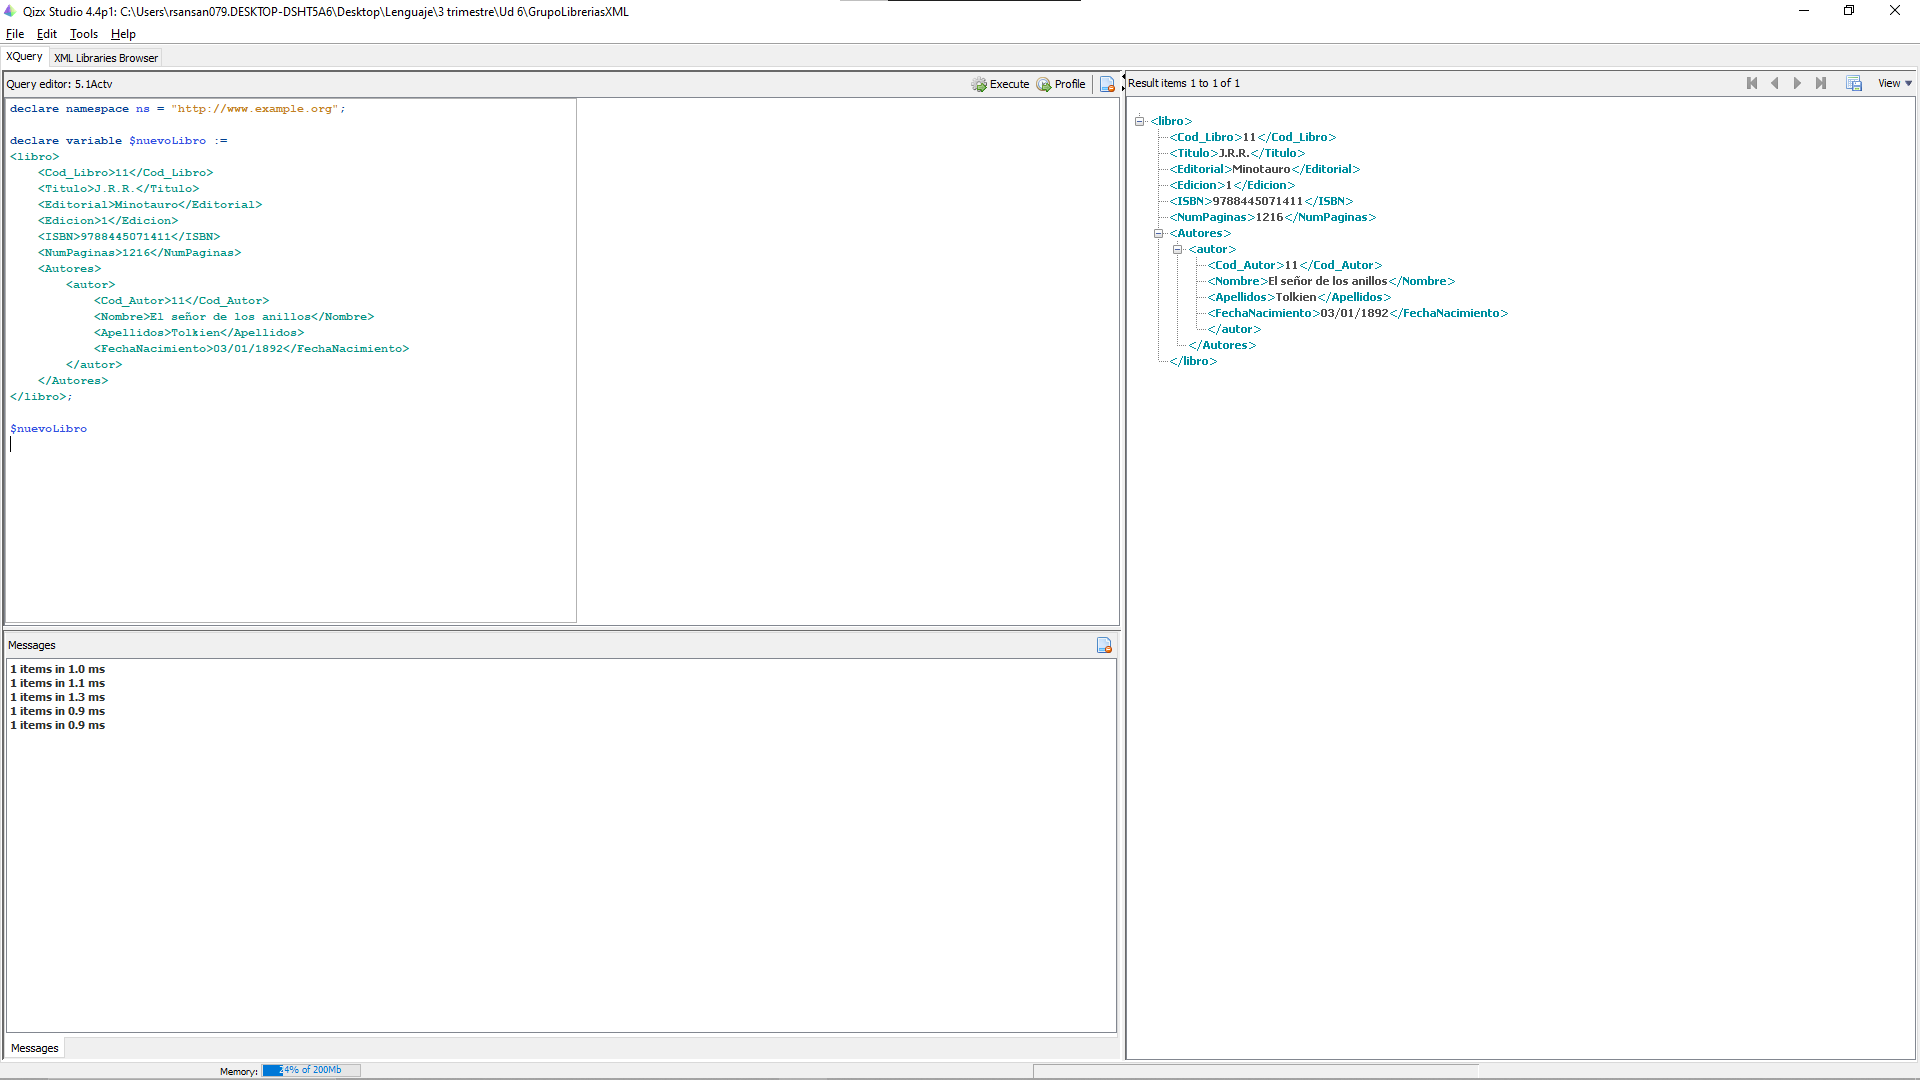 Qizx Studio 4.4p1: C:\Users\rsansan079.DESKTOP-DSHT5A6\Desktop\Lenguaje\3 trimestre\Ud 6\GrupoLibreriasXML
File Edit Tools Help
XQuery XML Libraries Browser
Query editor: 5.1Actv Execute Profile
declare namespace ns = "http://www.example.org";
declare variable $nuevoLibro :=
<libro>
<Cod_Libro>11</Cod_Libro>
<Titulo>J.R.R.</Titulo>
<Editorial>Minotauro</Editorial>
<Edicion>1</Edicion>
<ISBN>9788445071411</ISBN>
<NumPaginas>1216</NumPaginas>
<Autores>
<autor>
<Cod_Autor>11</Cod_Autor>
<Nombre>El señor de los anillos</Nombre>
<Apellidos>Tolkien</Apellidos>
<FechaNacimiento>03/01/1892</FechaNacimiento>
</autor>
</Autores>
</libro>;
$nuevoLibro
Messages
1 items in 1.0 ms
1 items in 1.1 ms
1 items in 1.3 ms
1 items in 0.9 ms
1 items in 0.9 ms
Messages
Result items 1 to 1 of 1 View
<libro>
<Cod_Libro>11</Cod_Libro>
<Titulo>J.R.R.</Titulo>
<Editorial>Minotauro</Editorial>
<Edicion>1</Edicion>
<ISBN>9788445071411</ISBN>
<NumPaginas>1216</NumPaginas>
<Autores>
<autor>
<Cod_Autor>11</Cod_Autor>
<Nombre>El señor de los anillos</Nombre>
<Apellidos>Tolkien</Apellidos>
<FechaNacimiento>03/01/1892</FechaNacimiento>
</autor>
</Autores>
</libro>
Memory: 24% of 200Mb